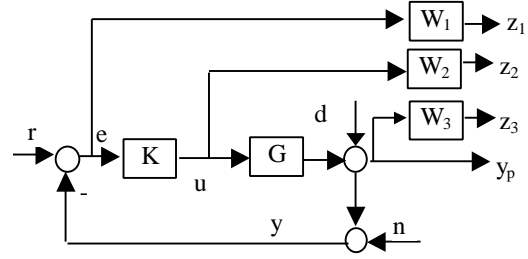 W₁ z₁
W₂ z₂
d W₃ z₃
r e K u G yₚ
-
y n